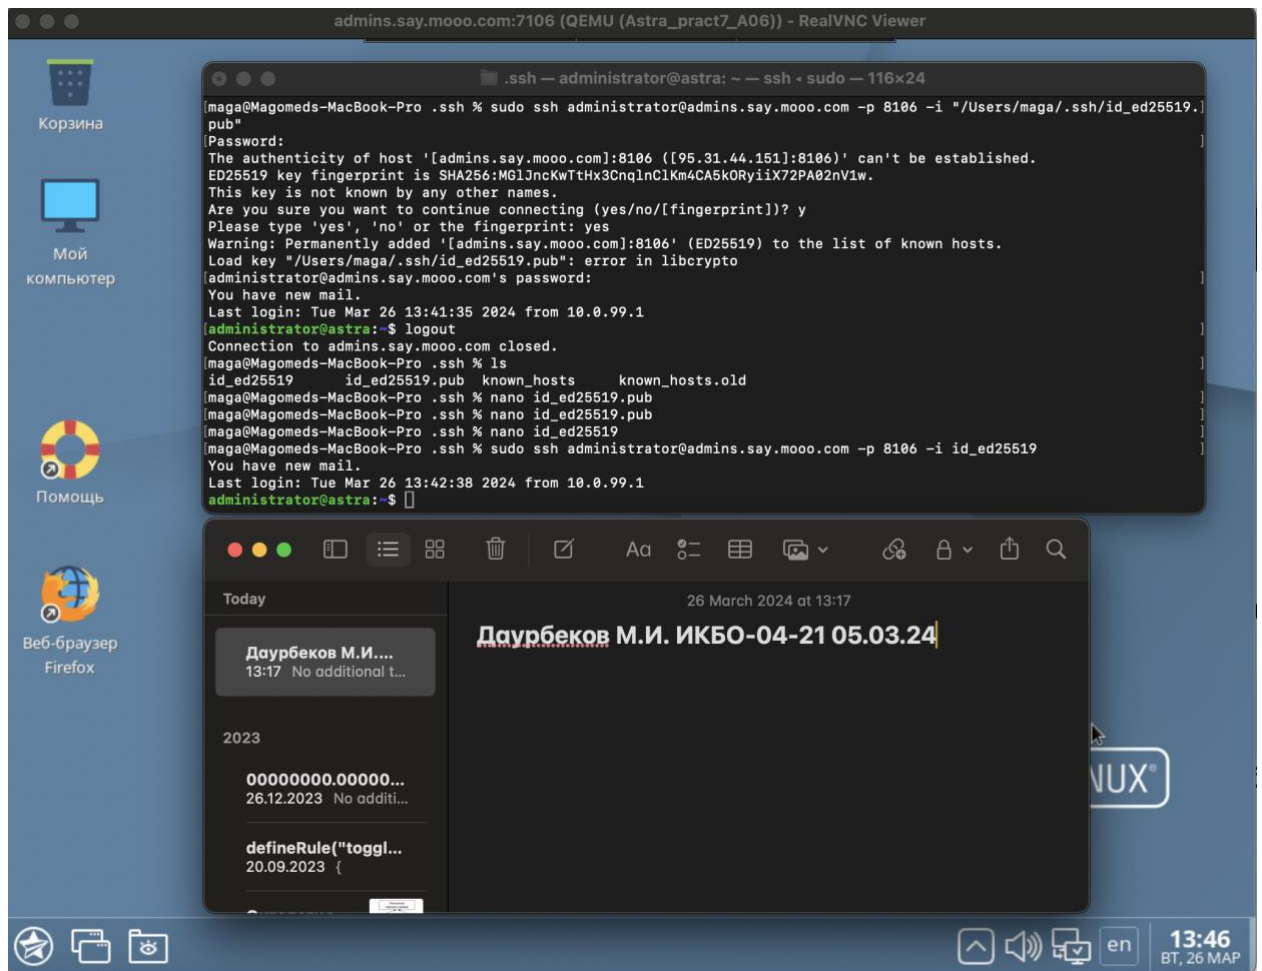 admins.say.mooo.com:7106 (QEMU (Astra_pract7_A06)) - RealVNC Viewer
Корзина
Мой
компьютер
Помощь
Веб-браузер
Firefox
.ssh — administrator@astra: ~ — ssh ◂ sudo — 116×24
[maga@Magomeds-MacBook-Pro .ssh % sudo ssh administrator@admins.say.mooo.com -p 8106 -i "/Users/maga/.ssh/id_ed25519.]
pub"
[Password: ]
The authenticity of host '[admins.say.mooo.com]:8106 ([95.31.44.151]:8106)' can't be established.
ED25519 key fingerprint is SHA256:MGlJncKwTtHx3CnqlnClKm4CA5kORyiiX72PA02nV1w.
This key is not known by any other names.
Are you sure you want to continue connecting (yes/no/[fingerprint])? y
Please type 'yes', 'no' or the fingerprint: yes
Warning: Permanently added '[admins.say.mooo.com]:8106' (ED25519) to the list of known hosts.
Load key "/Users/maga/.ssh/id_ed25519.pub": error in libcrypto
[administrator@admins.say.mooo.com's password: ]
You have new mail.
Last login: Tue Mar 26 13:41:35 2024 from 10.0.99.1
[administrator@astra:~$ logout ]
Connection to admins.say.mooo.com closed.
[maga@Magomeds-MacBook-Pro .ssh % ls ]
id_ed25519 id_ed25519.pub known_hosts known_hosts.old
[maga@Magomeds-MacBook-Pro .ssh % nano id_ed25519.pub ]
[maga@Magomeds-MacBook-Pro .ssh % nano id_ed25519.pub ]
[maga@Magomeds-MacBook-Pro .ssh % nano id_ed25519 ]
[maga@Magomeds-MacBook-Pro .ssh % sudo ssh administrator@admins.say.mooo.com -p 8106 -i id_ed25519 ]
You have new mail.
Last login: Tue Mar 26 13:42:38 2024 from 10.0.99.1
administrator@astra:~$
Aa
Today
Даурбеков М.И....
13:17 No additional t...
2023
00000000.00000...
26.12.2023 No additi...
defineRule("toggl...
20.09.2023 {
26 March 2024 at 13:17
Даурбеков М.И. ИКБО-04-21 05.03.24
NUX®
en
13:46
ВТ, 26 МАР